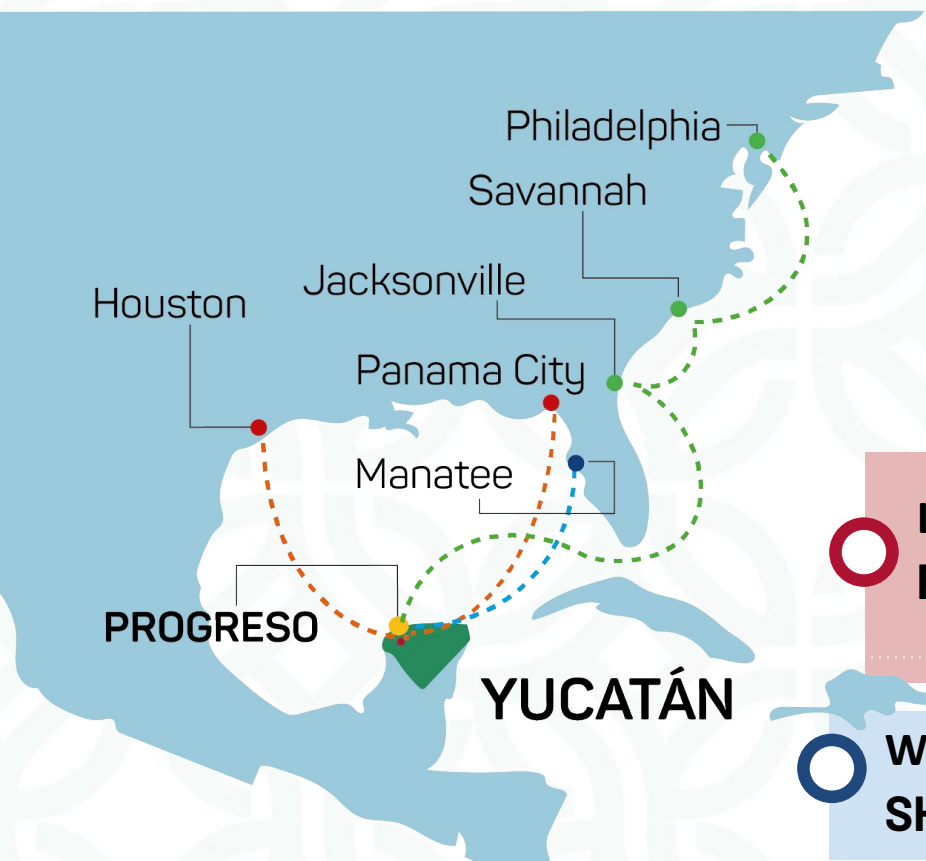 Philadelphia
Savannah
Jacksonville
Houston
Panama City
Manatee
PROGRESO
YUCATÁN